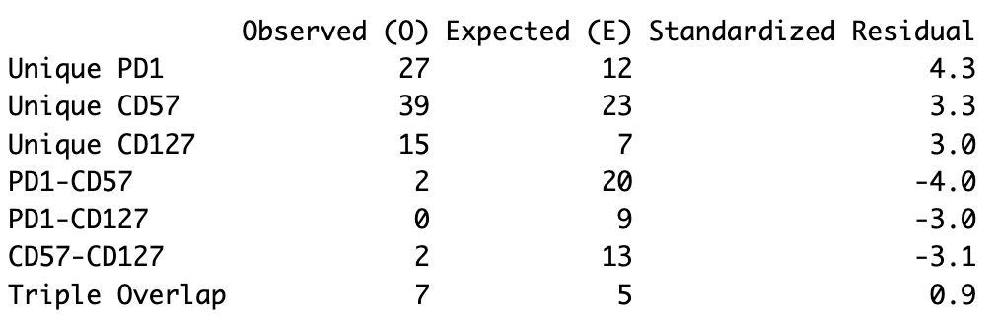 Observed (O) Expected (E) Standardized Residual
Unique PD1 27 12 4.3
Unique CD57 39 23 3.3
Unique CD127 15 7 3.0
PD1-CD57 2 20 -4.0
PD1-CD127 0 9 -3.0
CD57-CD127 2 13 -3.1
Triple Overlap 7 5 0.9